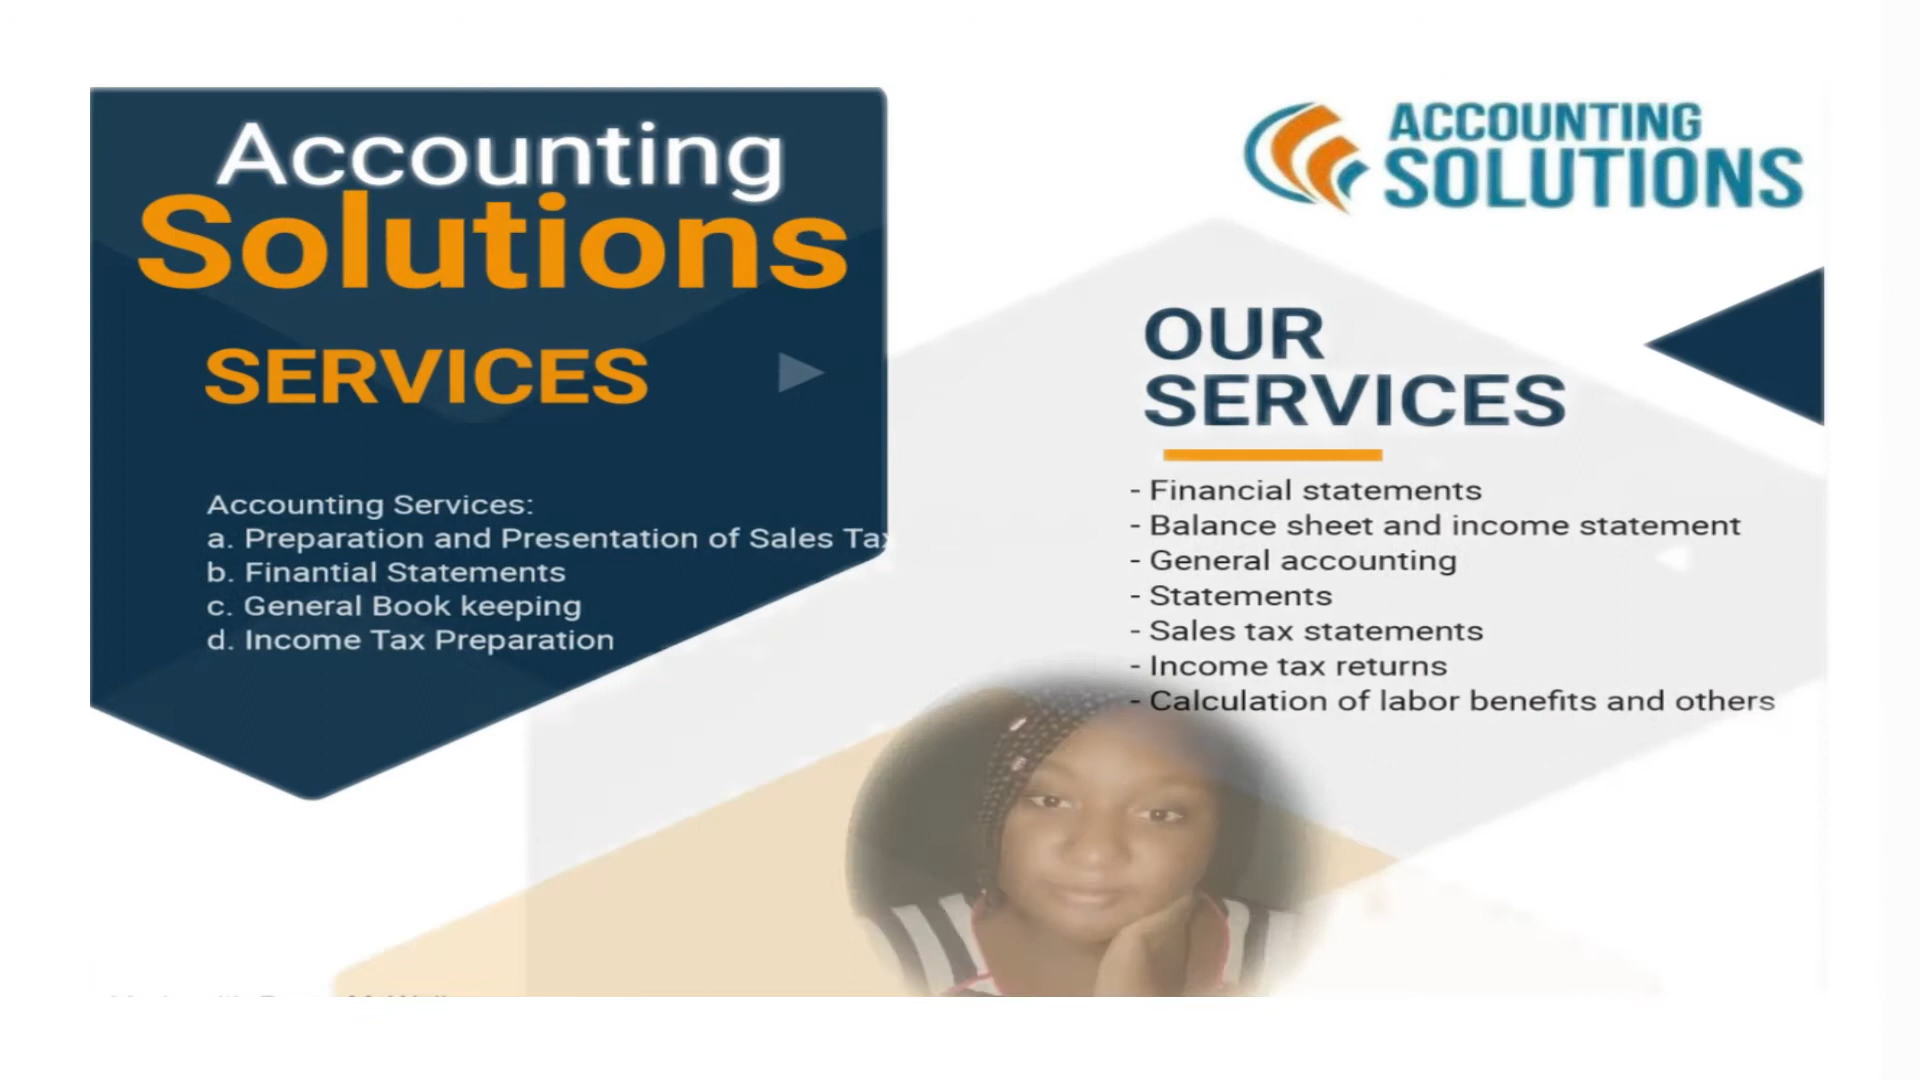 Accounting
Solutions
SERVICES
Accounting Services:
a. Preparation and Presentation of Sales Tax
b. Finantial Statements
c. General Book keeping
d. Income Tax Preparation
ACCOUNTING
SOLUTIONS
OUR
SERVICES
- Financial statements
- Balance sheet and income statement
- General accounting
- Statements
- Sales tax statements
- Income tax returns
- Calculation of labor benefits and others